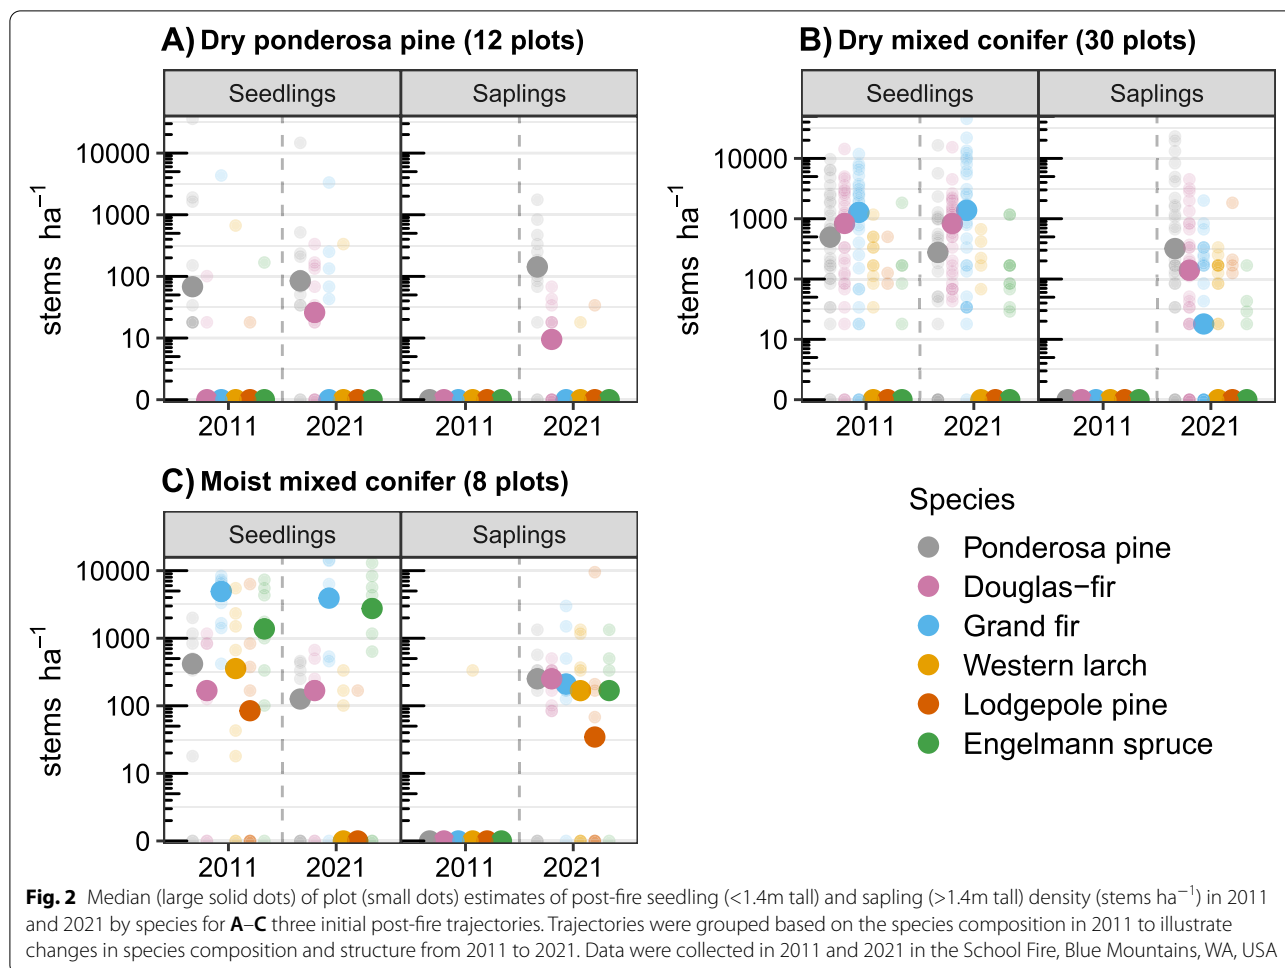 A) Dry ponderosa pine (12 plots)
Seedlings
Saplings
stems ha⁻¹
10000
1000
100
10
0
2011
2021
2011
2021
B) Dry mixed conifer (30 plots)
Seedlings
Saplings
stems ha⁻¹
10000
1000
100
10
0
2011
2021
2011
2021
C) Moist mixed conifer (8 plots)
Seedlings
Saplings
stems ha⁻¹
10000
1000
100
10
0
2011
2021
2011
2021
Species
Ponderosa pine
Douglas−fir
Grand fir
Western larch
Lodgepole pine
Engelmann spruce
Fig. 2 Median (large solid dots) of plot (small dots) estimates of post-fire seedling (<1.4m tall) and sapling (>1.4m tall) density (stems ha⁻¹) in 2011
and 2021 by species for A–C three initial post-fire trajectories. Trajectories were grouped based on the species composition in 2011 to illustrate
changes in species composition and structure from 2011 to 2021. Data were collected in 2011 and 2021 in the School Fire, Blue Mountains, WA, USA